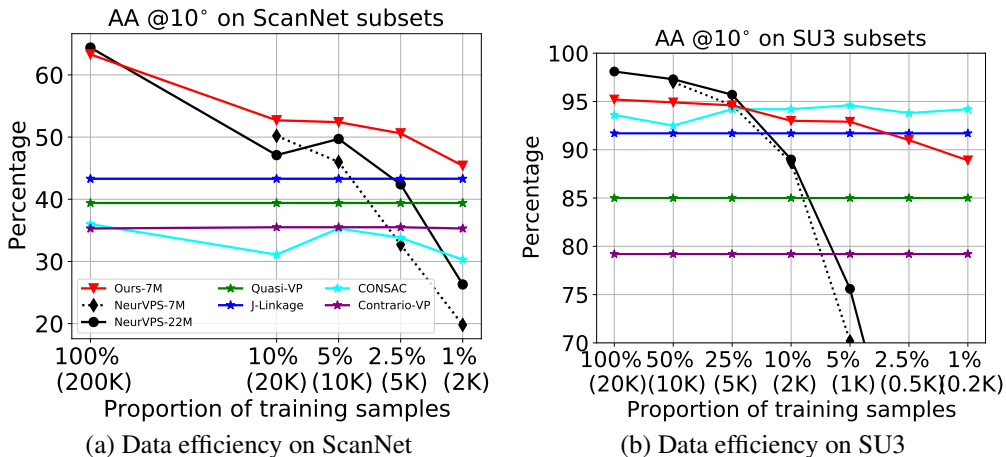 AA @10° on ScanNet subsets
Percentage
60
50
40
30
20
Ours-7M
NeurVPS-7M
NeurVPS-22M
Quasi-VP
J-Linkage
CONSAC
Contrario-VP
100% 10% 5% 2.5% 1%
(200K) (20K) (10K) (5K) (2K)
Proportion of training samples
(a) Data efficiency on ScanNet
AA @10° on SU3 subsets
Percentage
100
95
90
85
80
75
70
100% 50% 25% 10% 5% 2.5% 1%
(20K) (10K) (5K) (2K) (1K) (0.5K) (0.2K)
Proportion of training samples
(b) Data efficiency on SU3